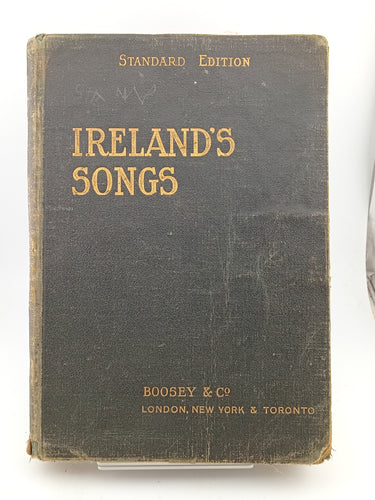 STANDARD EDITION
IRELAND'S
SONGS
BOOSEY & Co
LONDON, NEW YORK & TORONTO